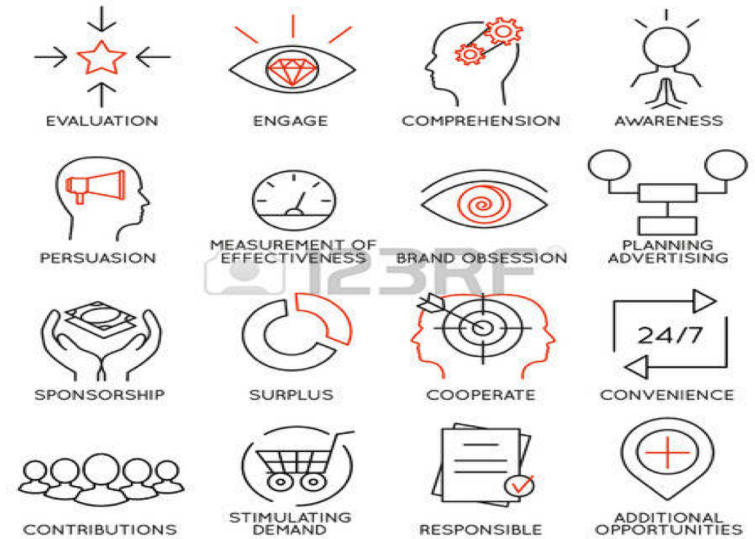 EVALUATION
ENGAGE
COMPREHENSION
AWARENESS
PERSUASION
MEASUREMENT OF
EFFECTIVENESS
BRAND OBSESSION
PLANNING
ADVERTISING
123RF
SPONSORSHIP
SURPLUS
COOPERATE
24/7
CONVENIENCE
CONTRIBUTIONS
STIMULATING
DEMAND
RESPONSIBLE
ADDITIONAL
OPPORTUNITIES